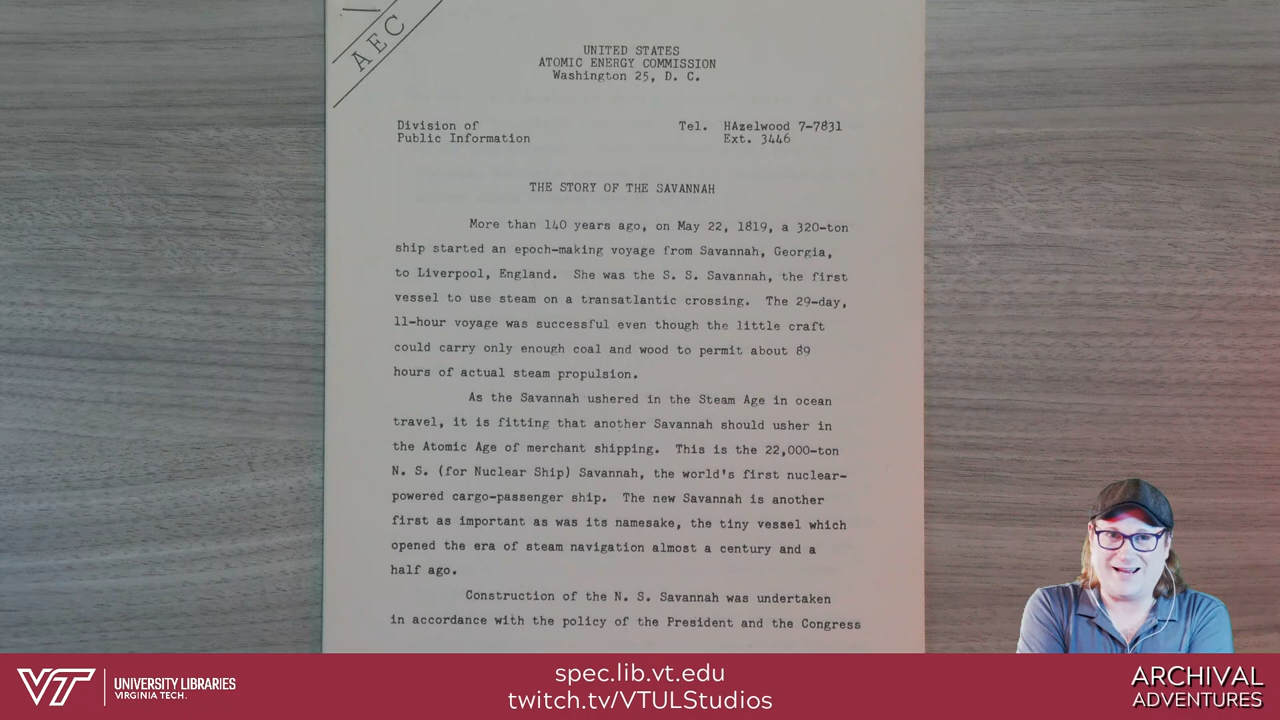 AEC
UNITED STATES
ATOMIC ENERGY COMMISSION
Washington 25, D. C.
Division of
Public Information
Tel. HAzelwood 7-7831
Ext. 3446
THE STORY OF THE SAVANNAH
More than 140 years ago, on May 22, 1819, a 320-ton
ship started an epoch-making voyage from Savannah, Georgia,
to Liverpool, England. She was the S. S. Savannah, the first
vessel to use steam on a transatlantic crossing. The 29-day,
11-hour voyage was successful even though the little craft
could carry only enough coal and wood to permit about 89
hours of actual steam propulsion.
As the Savannah ushered in the Steam Age in ocean
travel, it is fitting that another Savannah should usher in
the Atomic Age of merchant shipping. This is the 22,000-ton
N. S. (for Nuclear Ship) Savannah, the world's first nuclear-
powered cargo-passenger ship. The new Savannah is another
first as important as was its namesake, the tiny vessel which
opened the era of steam navigation almost a century and a
half ago.
Construction of the N. S. Savannah was undertaken
in accordance with the policy of the President and the Congress
VT UNIVERSITY LIBRARIES
VIRGINIA TECH.
spec.lib.vt.edu
twitch.tv/VTULStudios
ARCHIVAL
ADVENTURES